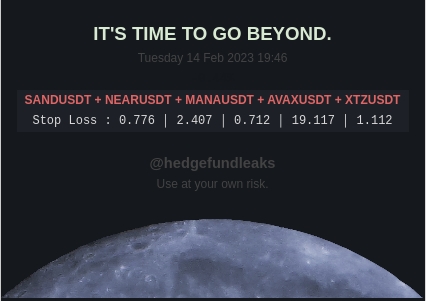 IT'S TIME TO GO BEYOND.
Tuesday 14 Feb 2023 19:46
SANDUSDT + NEARUSDT + MANAUSDT + AVAXUSDT + XTZUSDT
Stop Loss : 0.776 | 2.407 | 0.712 | 19.117 | 1.112
@hedgefundleaks
Use at your own risk.